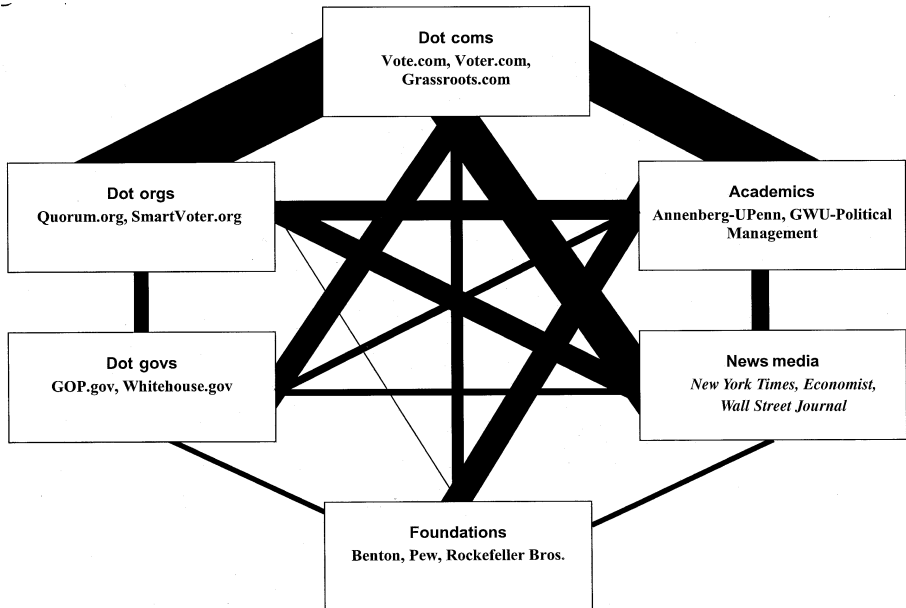 Dot coms
Vote.com, Voter.com,
Grassroots.com
Dot orgs
Quorum.org, SmartVoter.org
Academics
Annenberg-UPenn, GWU-Political
Management
Dot govs
GOP.gov, Whitehouse.gov
News media
New York Times, Economist,
Wall Street Journal
Foundations
Benton, Pew, Rockefeller Bros.